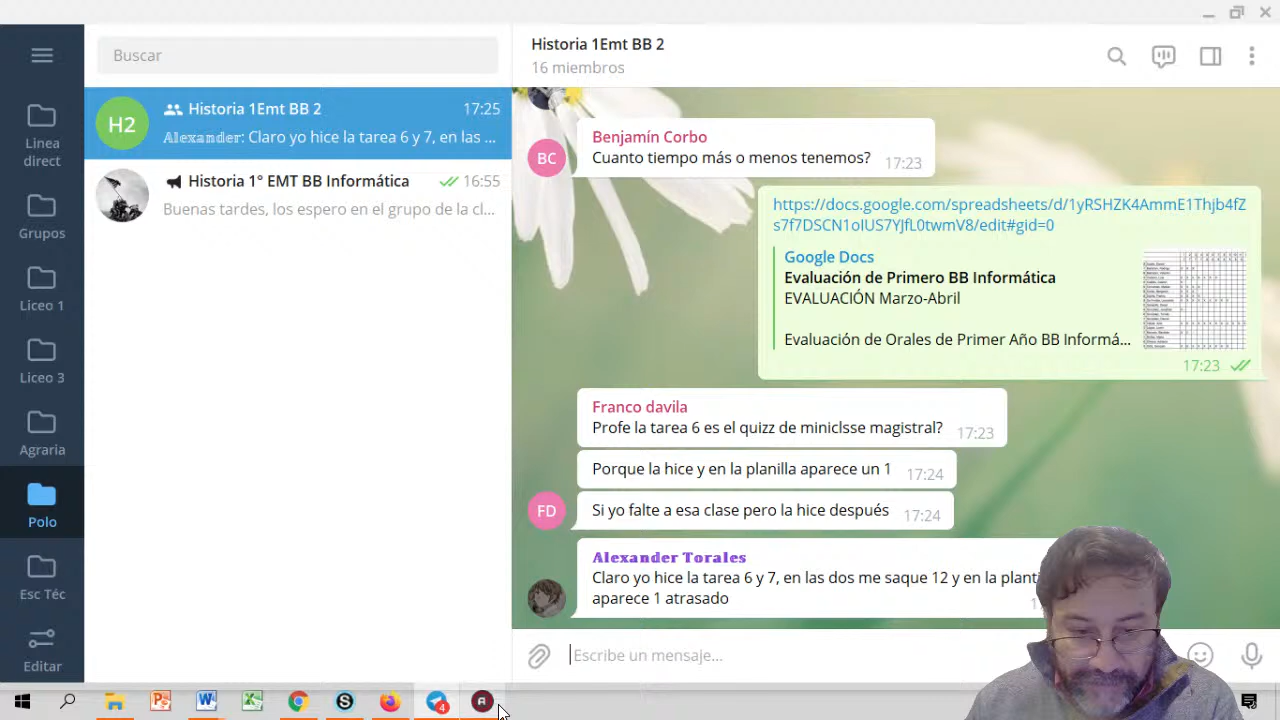 Buscar
Historia 1Emt BB 2
16 miembros
Linea
direct
Grupos
Liceo 1
Liceo 3
Agraria
Polo
Esc Téc
Editar
H2
Historia 1Emt BB 2
17:25
Alexander: Claro yo hice la tarea 6 y 7, en las ...
Historia 1° EMT BB Informática
16:55
Buenas tardes, los espero en el grupo de la cl...
Benjamín Corbo
BC
Cuanto tiempo más o menos tenemos?
17:23
https://docs.google.com/spreadsheets/d/1yRSHZK4AmmE1Thjb4fZ
s7f7DSCN1oIUS7YJfL0twmV8/edit#gid=0
Google Docs
Evaluación de Primero BB Informática
EVALUACIÓN Marzo-Abril
Evaluación de Orales de Primer Año BB Informá...
17:23
Franco davila
Profe la tarea 6 es el quizz de miniclsse magistral?
17:23
Porque la hice y en la planilla aparece un 1
17:24
FD
Si yo falte a esa clase pero la hice después
17:24
Alexander Torales
Claro yo hice la tarea 6 y 7, en las dos me saque 12 y en la plant
aparece 1 atrasado
Escribe un mensaje...
4